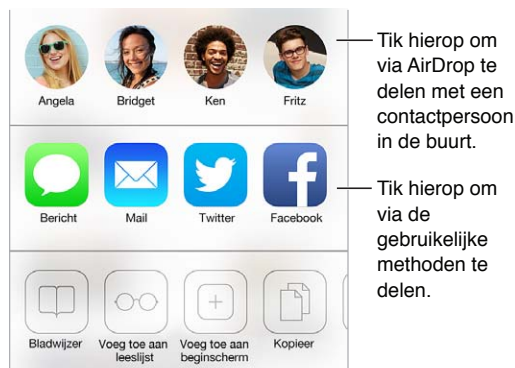 Angela Bridget Ken Fritz
Tik hierop om
via AirDrop te
delen met een
contactpersoon
in de buurt.
Bericht Mail Twitter Facebook
Tik hierop om
via de
gebruikelijke
methoden te
delen.
Bladwijzer Voeg toe aan Voeg toe aan Kopieer
leeslijst beginscherm